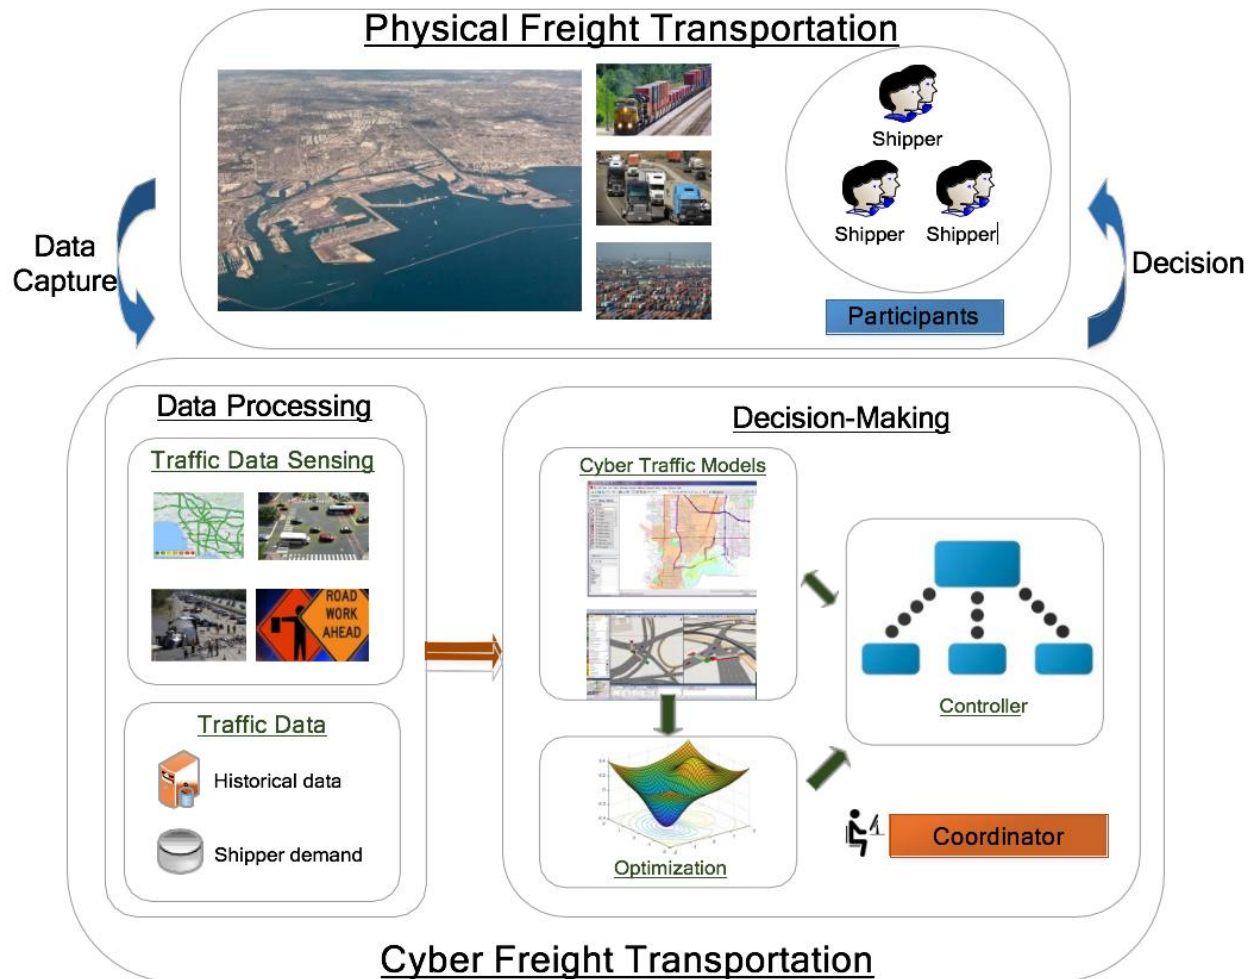 Physical Freight Transportation
Shipper
Shipper Shipper
Participants
Data
Capture
Decision
Data Processing
Traffic Data Sensing
ROAD
WORK
AHEAD
Traffic Data
Historical data
Shipper demand
Decision-Making
Cyber Traffic Models
Controller
Optimization
Coordinator
Cyber Freight Transportation